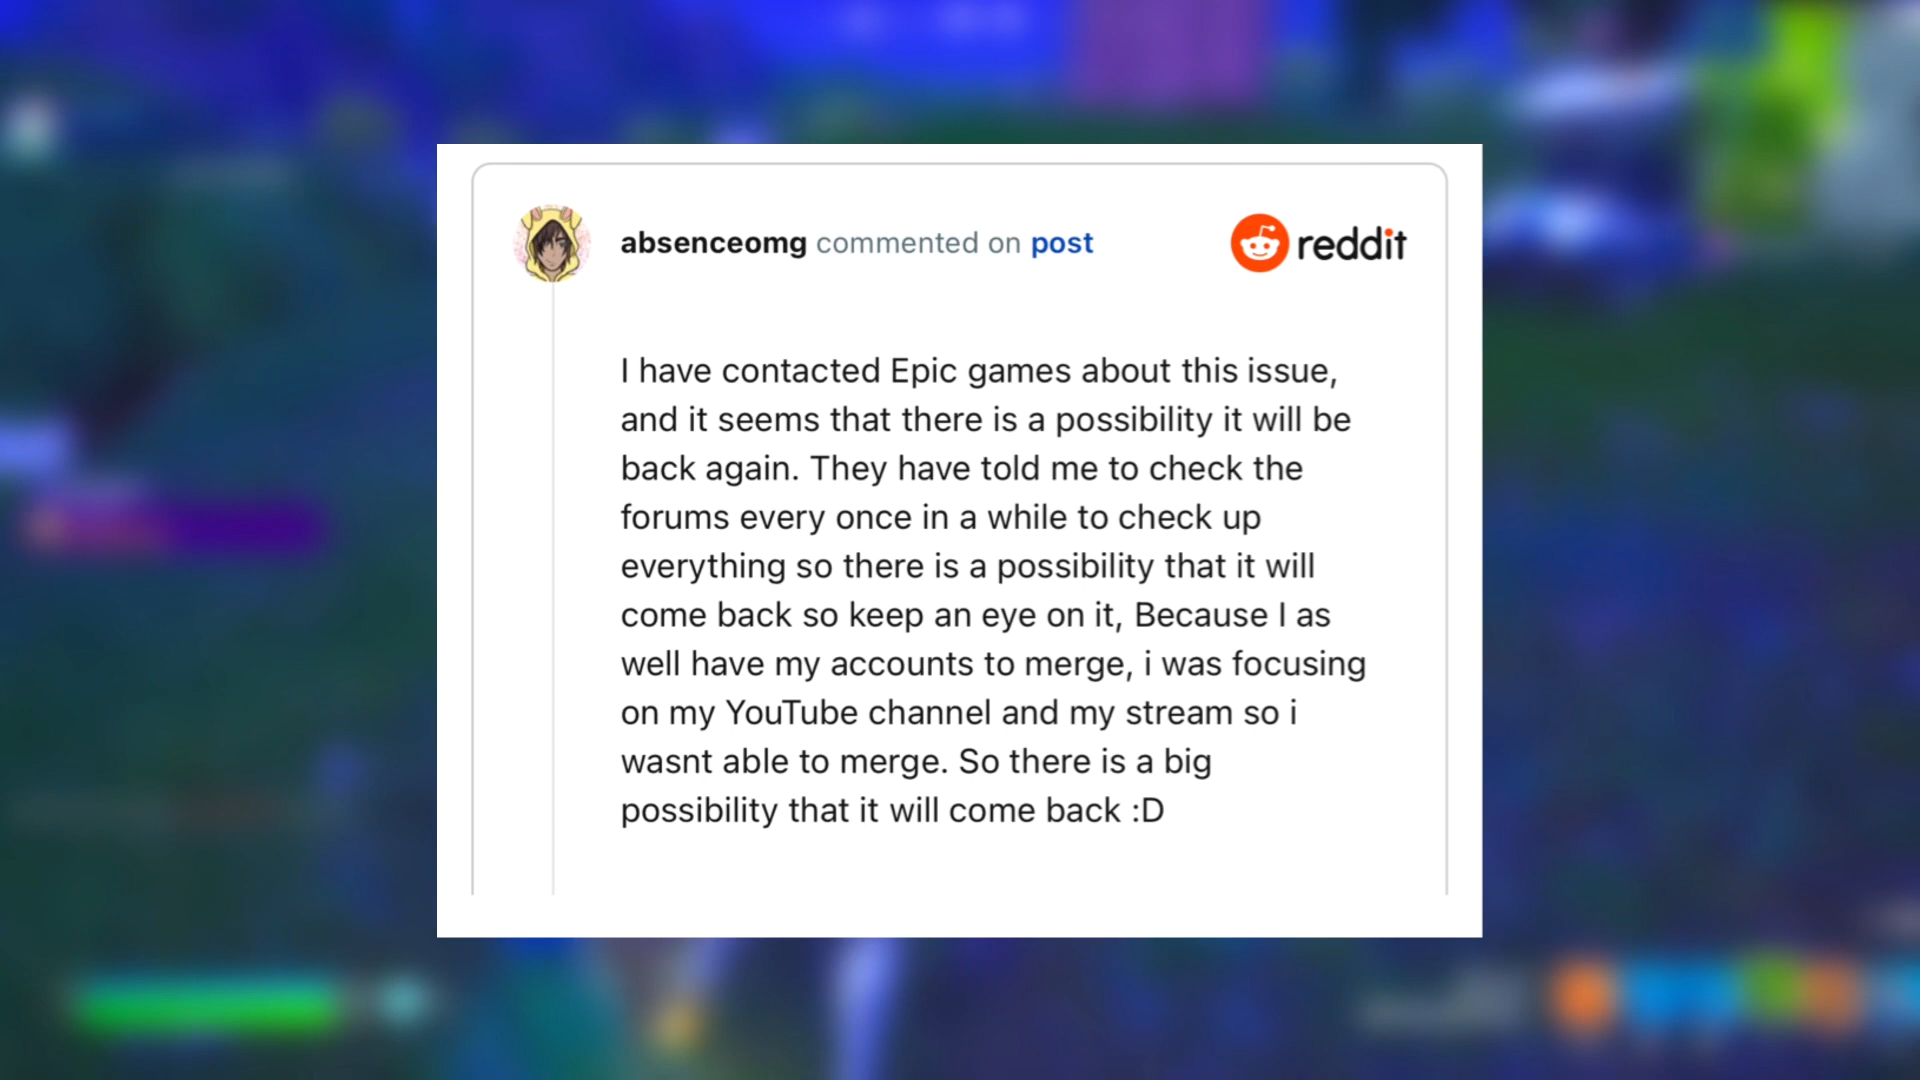 absenceomg commented on post
reddit
I have contacted Epic games about this issue,
and it seems that there is a possibility it will be
back again. They have told me to check the
forums every once in a while to check up
everything so there is a possibility that it will
come back so keep an eye on it, Because I as
well have my accounts to merge, i was focusing
on my YouTube channel and my stream so i
wasnt able to merge. So there is a big
possibility that it will come back :D